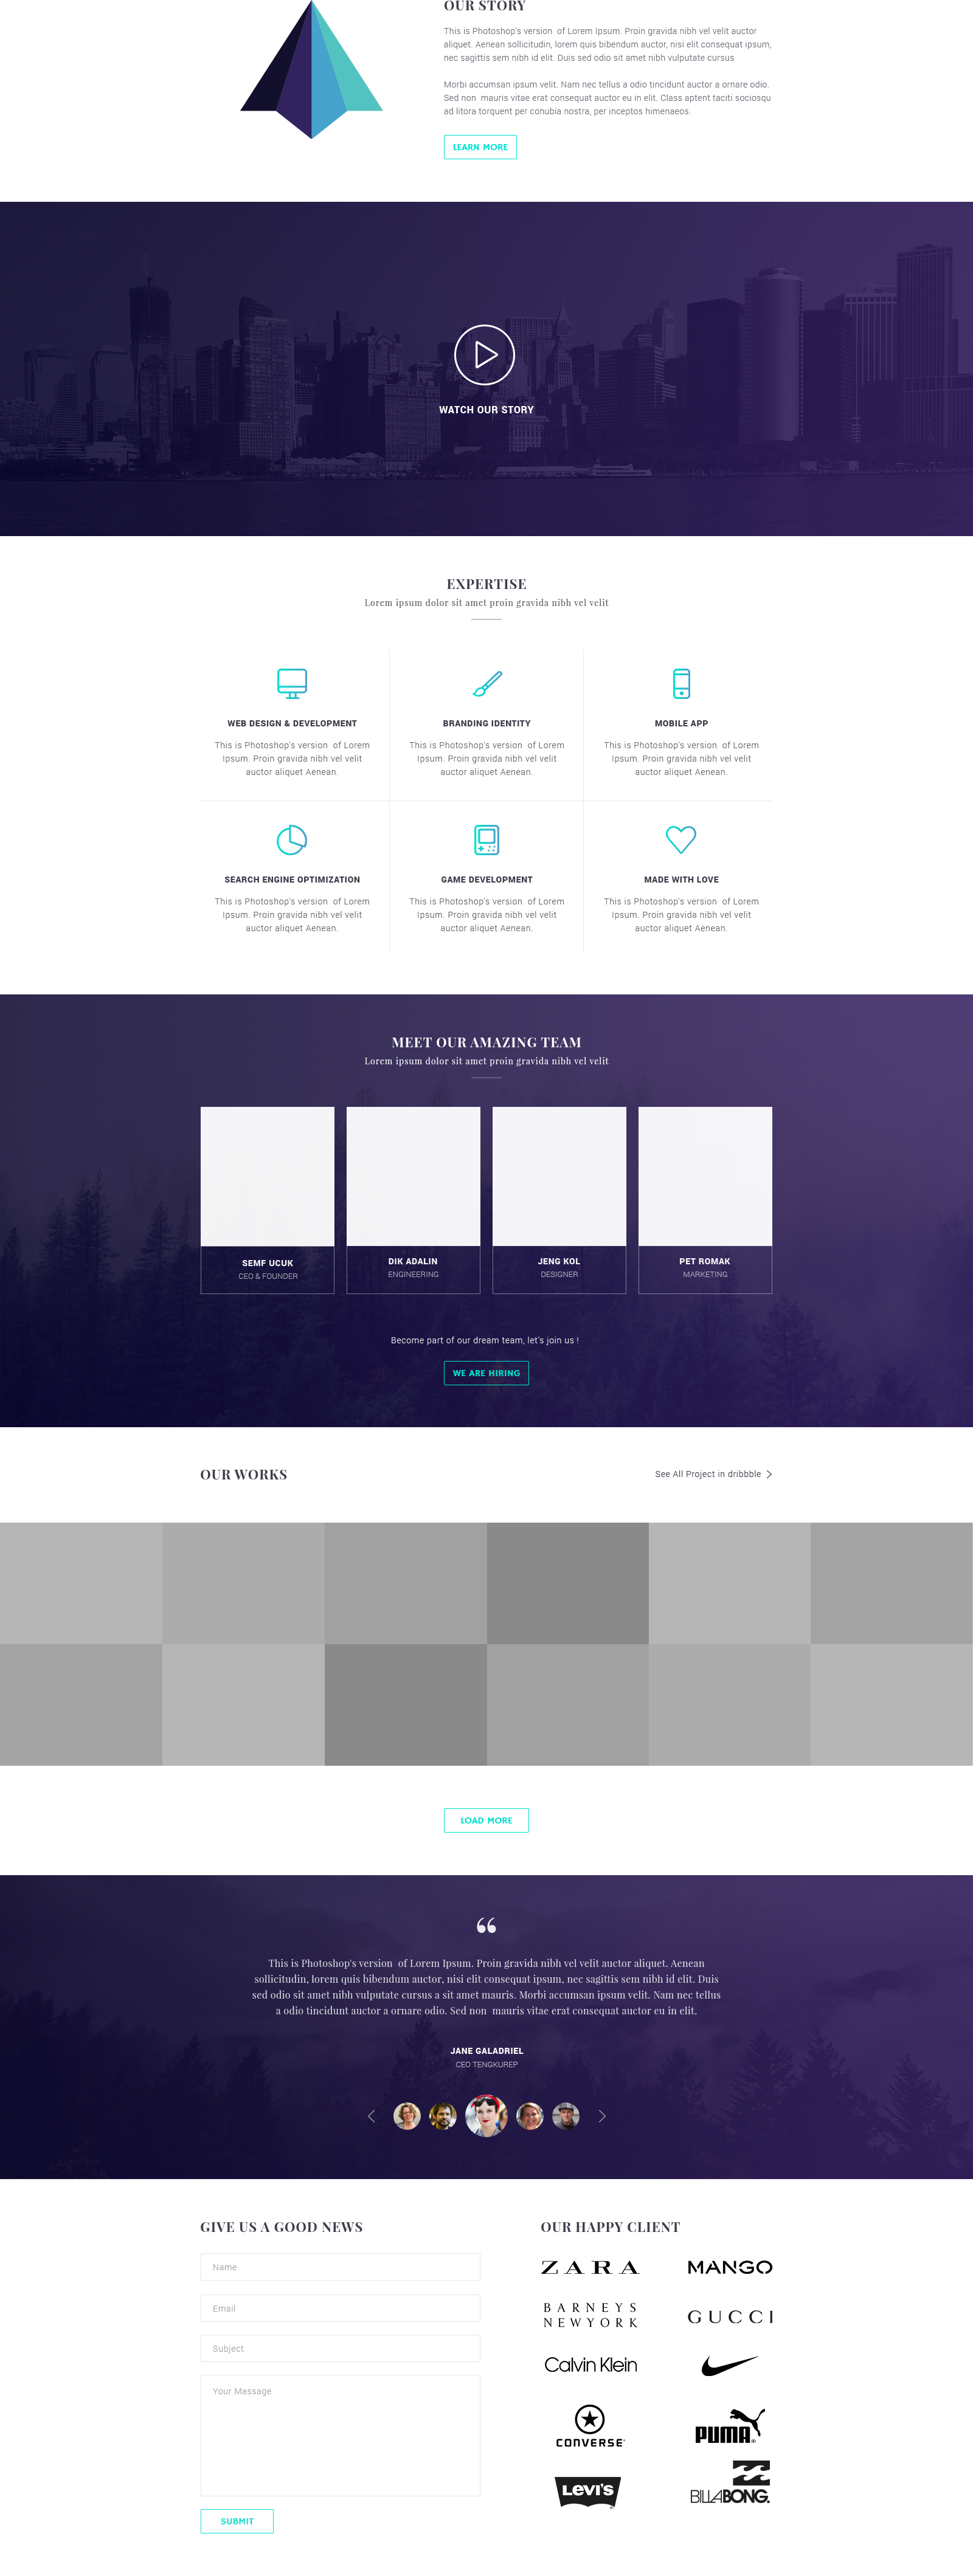 OUR STORY
This is Photoshop's version of Lorem Ipsum. Proin gravida nibh vel velit auctor
aliquet. Aenean sollicitudin, lorem quis bibendum auctor, nisi elit consequat ipsum,
nec sagittis sem nibh id elit. Duis sed odio sit amet nibh vulputate cursus
Morbi accumsan ipsum velit. Nam nec tellus a odio tincidunt auctor a ornare odio.
Sed non mauris vitae erat consequat auctor eu in elit. Class aptent taciti sociosqu
ad litora torquent per conubia nostra, per inceptos himenaeos.
LEARN MORE
WATCH OUR STORY
EXPERTISE
Lorem ipsum dolor sit amet proin gravida nibh vel velit
WEB DESIGN & DEVELOPMENT
This is Photoshop's version of Lorem
Ipsum. Proin gravida nibh vel velit
auctor aliquet Aenean.
BRANDING IDENTITY
This is Photoshop's version of Lorem
Ipsum. Proin gravida nibh vel velit
auctor aliquet Aenean.
MOBILE APP
This is Photoshop's version of Lorem
Ipsum. Proin gravida nibh vel velit
auctor aliquet Aenean.
SEARCH ENGINE OPTIMIZATION
This is Photoshop's version of Lorem
Ipsum. Proin gravida nibh vel velit
auctor aliquet Aenean.
GAME DEVELOPMENT
This is Photoshop's version of Lorem
Ipsum. Proin gravida nibh vel velit
auctor aliquet Aenean.
MADE WITH LOVE
This is Photoshop's version of Lorem
Ipsum. Proin gravida nibh vel velit
auctor aliquet Aenean.
MEET OUR AMAZING TEAM
Lorem ipsum dolor sit amet proin gravida nibh vel velit
SEMF UCUK
CEO & FOUNDER
DIK ADALIN
ENGINEERING
JENG KOL
DESIGNER
PET ROMAK
MARKETING
Become part of our dream team, let's join us !
WE ARE HIRING
OUR WORKS
See All Project in dribbble
LOAD MORE
“
This is Photoshop's version of Lorem Ipsum. Proin gravida nibh vel velit auctor aliquet. Aenean
sollicitudin, lorem quis bibendum auctor, nisi elit consequat ipsum, nec sagittis sem nibh id elit. Duis
sed odio sit amet nibh vulputate cursus a sit amet mauris. Morbi accumsan ipsum velit. Nam nec tellus
a odio tincidunt auctor a ornare odio. Sed non mauris vitae erat consequat auctor eu in elit.
JANE GALADRIEL
CEO TENGKUREP
GIVE US A GOOD NEWS
Name
Email
Subject
Your Massage
SUBMIT
OUR HAPPY CLIENT
ZARA
MANGO
BARNEYS
NEWYORK
GUCCI
Calvin Klein
CONVERSE
PUMA®
LEVI'S
BILLABONG.